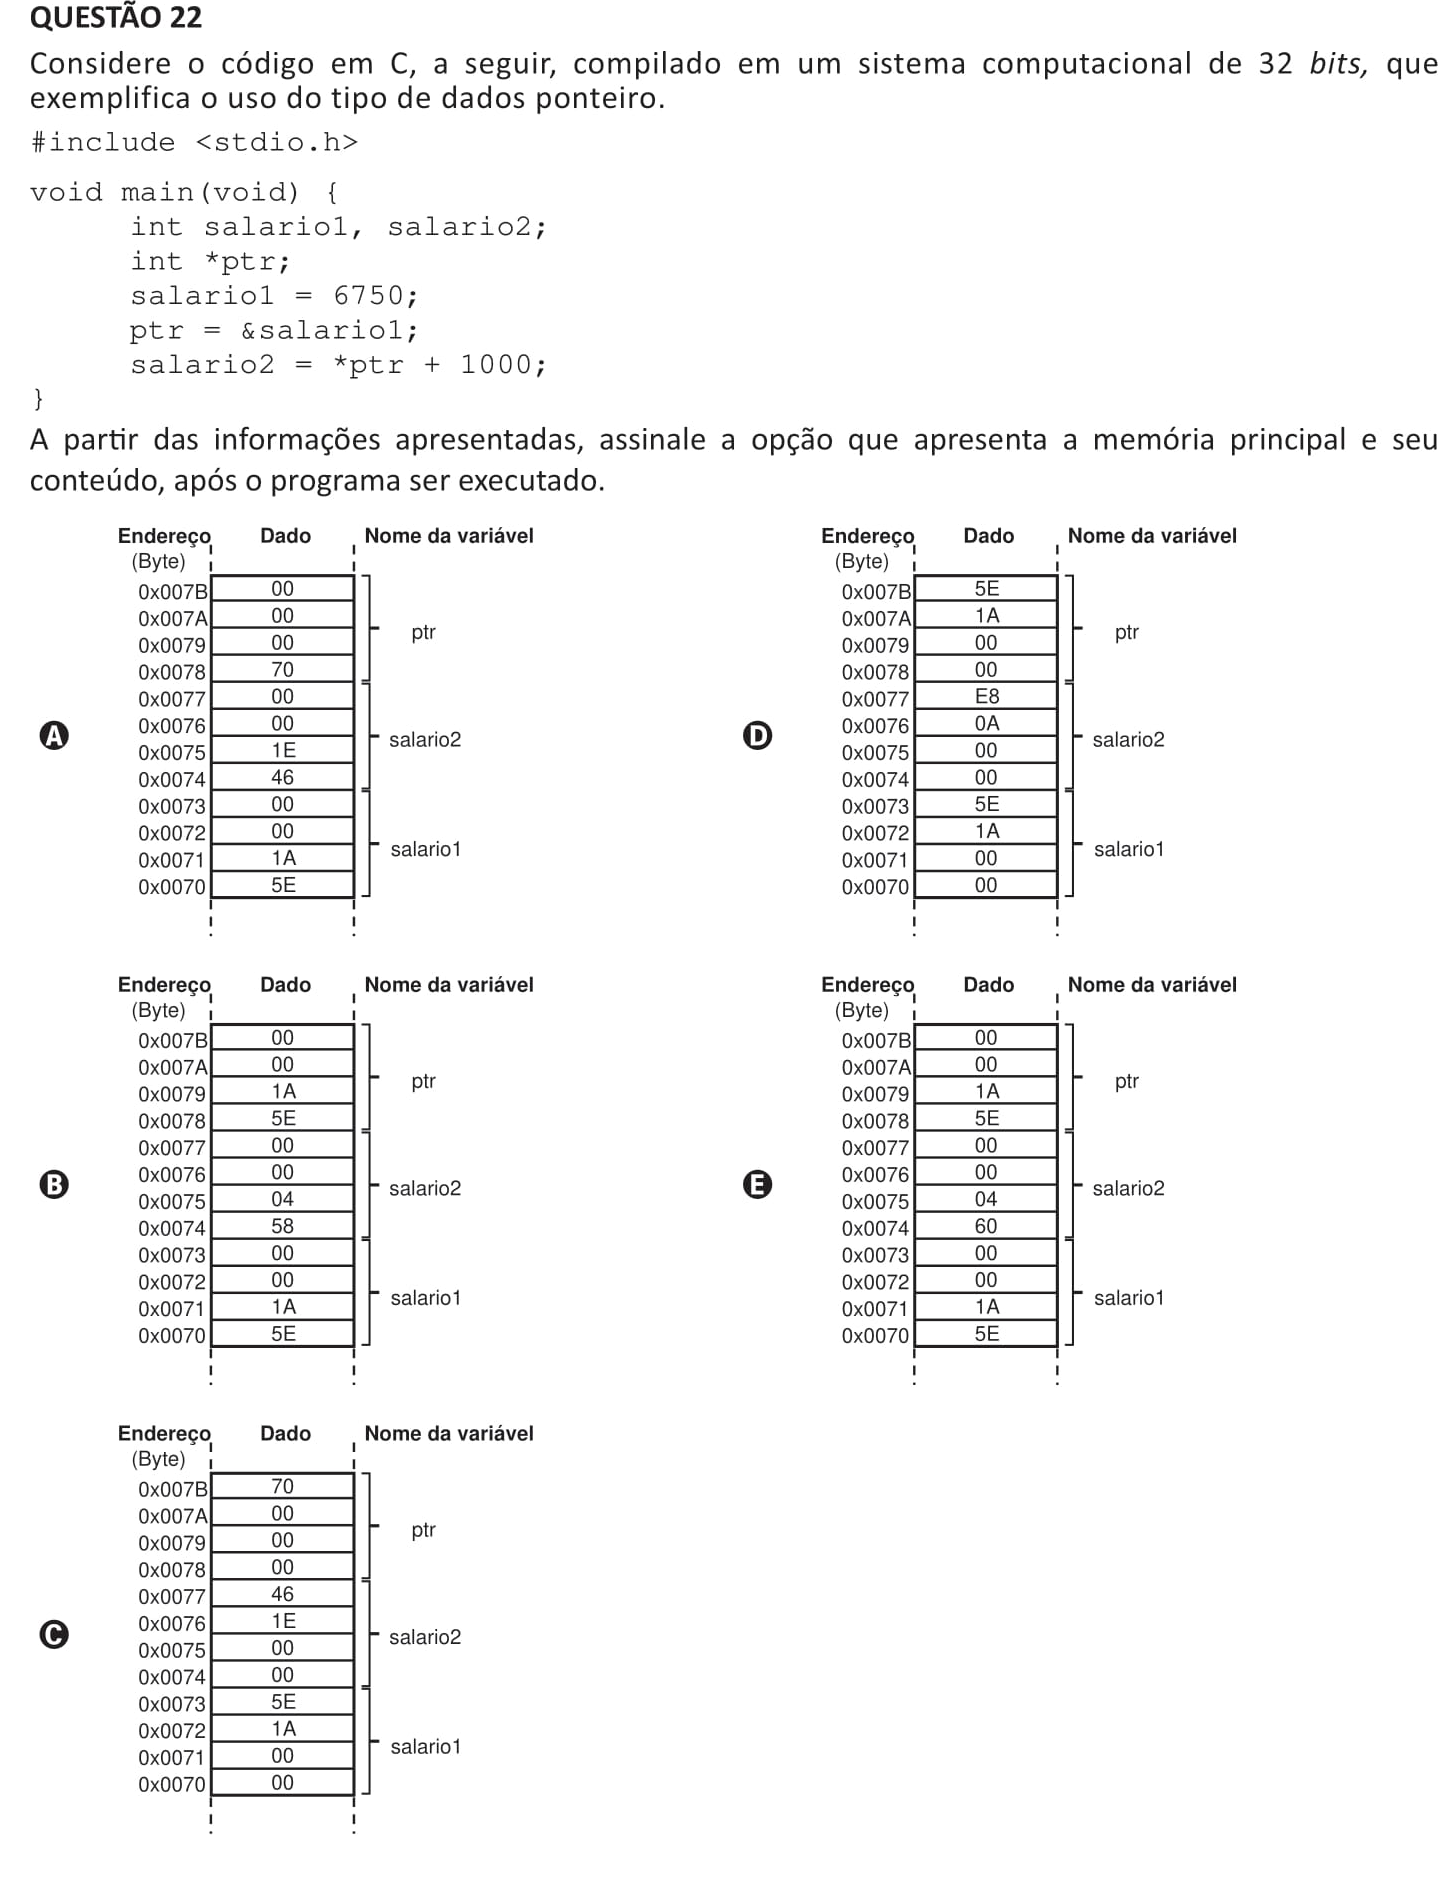 QUESTÃO 22
Considere o código em C, a seguir, compilado em um sistema computacional de 32 bits, que
exemplifica o uso do tipo de dados ponteiro.
#include <stdio.h>
void main(void) {
int salario1, salario2;
int *ptr;
salario1 = 6750;
ptr = &salario1;
salario2 = *ptr + 1000;
}
A partir das informações apresentadas, assinale a opção que apresenta a memória principal e seu
conteúdo, após o programa ser executado.
A
Endereço Dado Nome da variável
(Byte)
0x007B 00
0x007A 00
ptr
0x0079 00
0x0078 70
0x0077 00
0x0076 00
salario2
0x0075 1E
0x0074 46
0x0073 00
0x0072 00
salario1
0x0071 1A
0x0070 5E
B
Endereço Dado Nome da variável
(Byte)
0x007B 00
0x007A 00
ptr
0x0079 1A
0x0078 5E
0x0077 00
0x0076 00
salario2
0x0075 04
0x0074 58
0x0073 00
0x0072 00
salario1
0x0071 1A
0x0070 5E
C
Endereço Dado Nome da variável
(Byte)
0x007B 70
0x007A 00
ptr
0x0079 00
0x0078 00
0x0077 46
0x0076 1E
salario2
0x0075 00
0x0074 00
0x0073 5E
0x0072 1A
salario1
0x0071 00
0x0070 00
D
Endereço Dado Nome da variável
(Byte)
0x007B 5E
0x007A 1A
ptr
0x0079 00
0x0078 00
0x0077 E8
0x0076 0A
salario2
0x0075 00
0x0074 00
0x0073 5E
0x0072 1A
salario1
0x0071 00
0x0070 00
E
Endereço Dado Nome da variável
(Byte)
0x007B 00
0x007A 00
ptr
0x0079 1A
0x0078 5E
0x0077 00
0x0076 00
salario2
0x0075 04
0x0074 60
0x0073 00
0x0072 00
salario1
0x0071 1A
0x0070 5E